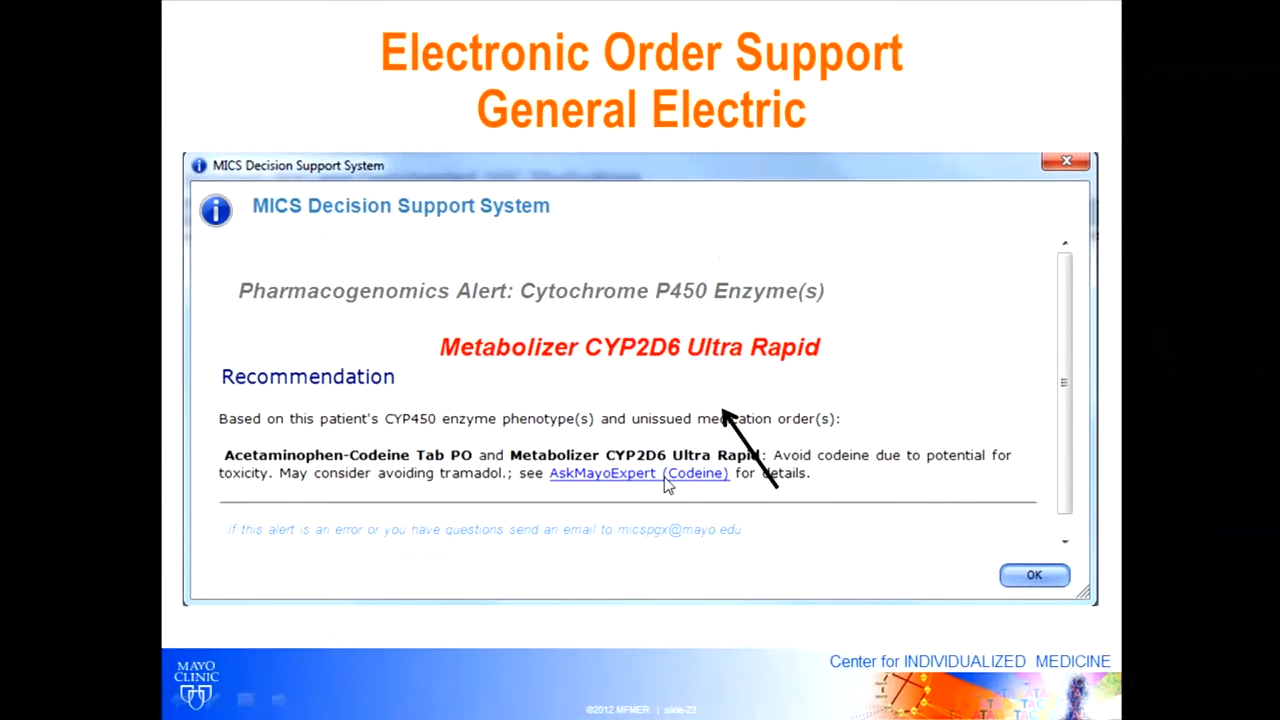 Electronic Order Support
General Electric
MICS Decision Support System
MICS Decision Support System
Pharmacogenomics Alert: Cytochrome P450 Enzyme(s)
Metabolizer CYP2D6 Ultra Rapid
Recommendation
Based on this patient's CYP450 enzyme phenotype(s) and unissued medication order(s):
Acetaminophen-Codeine Tab PO and Metabolizer CYP2D6 Ultra Rapid: Avoid codeine due to potential for
toxicity. May consider avoiding tramadol.; see AskMayoExpert (Codeine) for details.
If this alert is an error or you have questions send an email to micspgx@mayo.edu
OK
MAYO
CLINIC
Center for INDIVIDUALIZED MEDICINE
©2012 MFMER | slide-23